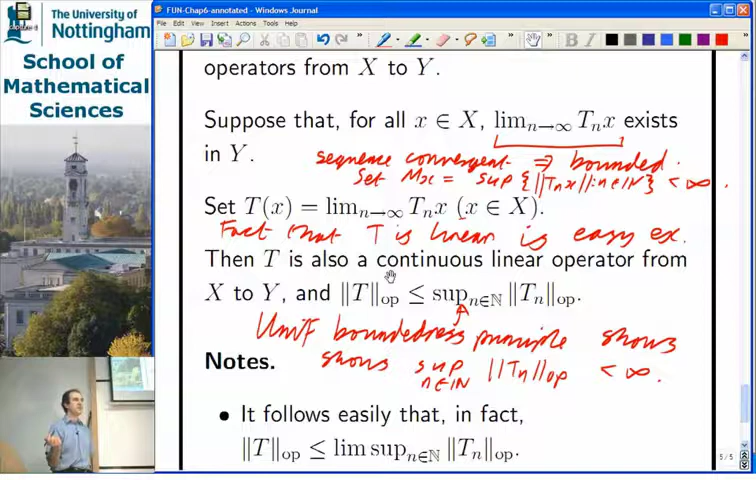 The University of
Nottingham
School of
Mathematical
Sciences
FUN-Chap6-annotated - Windows Journal
File Edit View Insert Actions Tools Help
B I
operators from X to Y.
Suppose that, for all x ∈ X, lim_{n→∞} T_n x exists
in Y.
sequence convergent ⇒ bounded.
Set M_x = sup {||T_n x||: n∈ℕ} < ∞
Set T(x) = lim_{n→∞} T_n x (x ∈ X).
Fact that T is linear is easy ex.
Then T is also a continuous linear operator from
X to Y, and ‖T‖_op ≤ sup_{n∈ℕ} ‖T_n‖_op.
Unif boundedness principle shows
shows sup_{n∈ℕ} ||T_n||_op < ∞.
Notes.
• It follows easily that, in fact,
‖T‖_op ≤ lim sup_{n∈ℕ} ‖T_n‖_op.
5 / 5